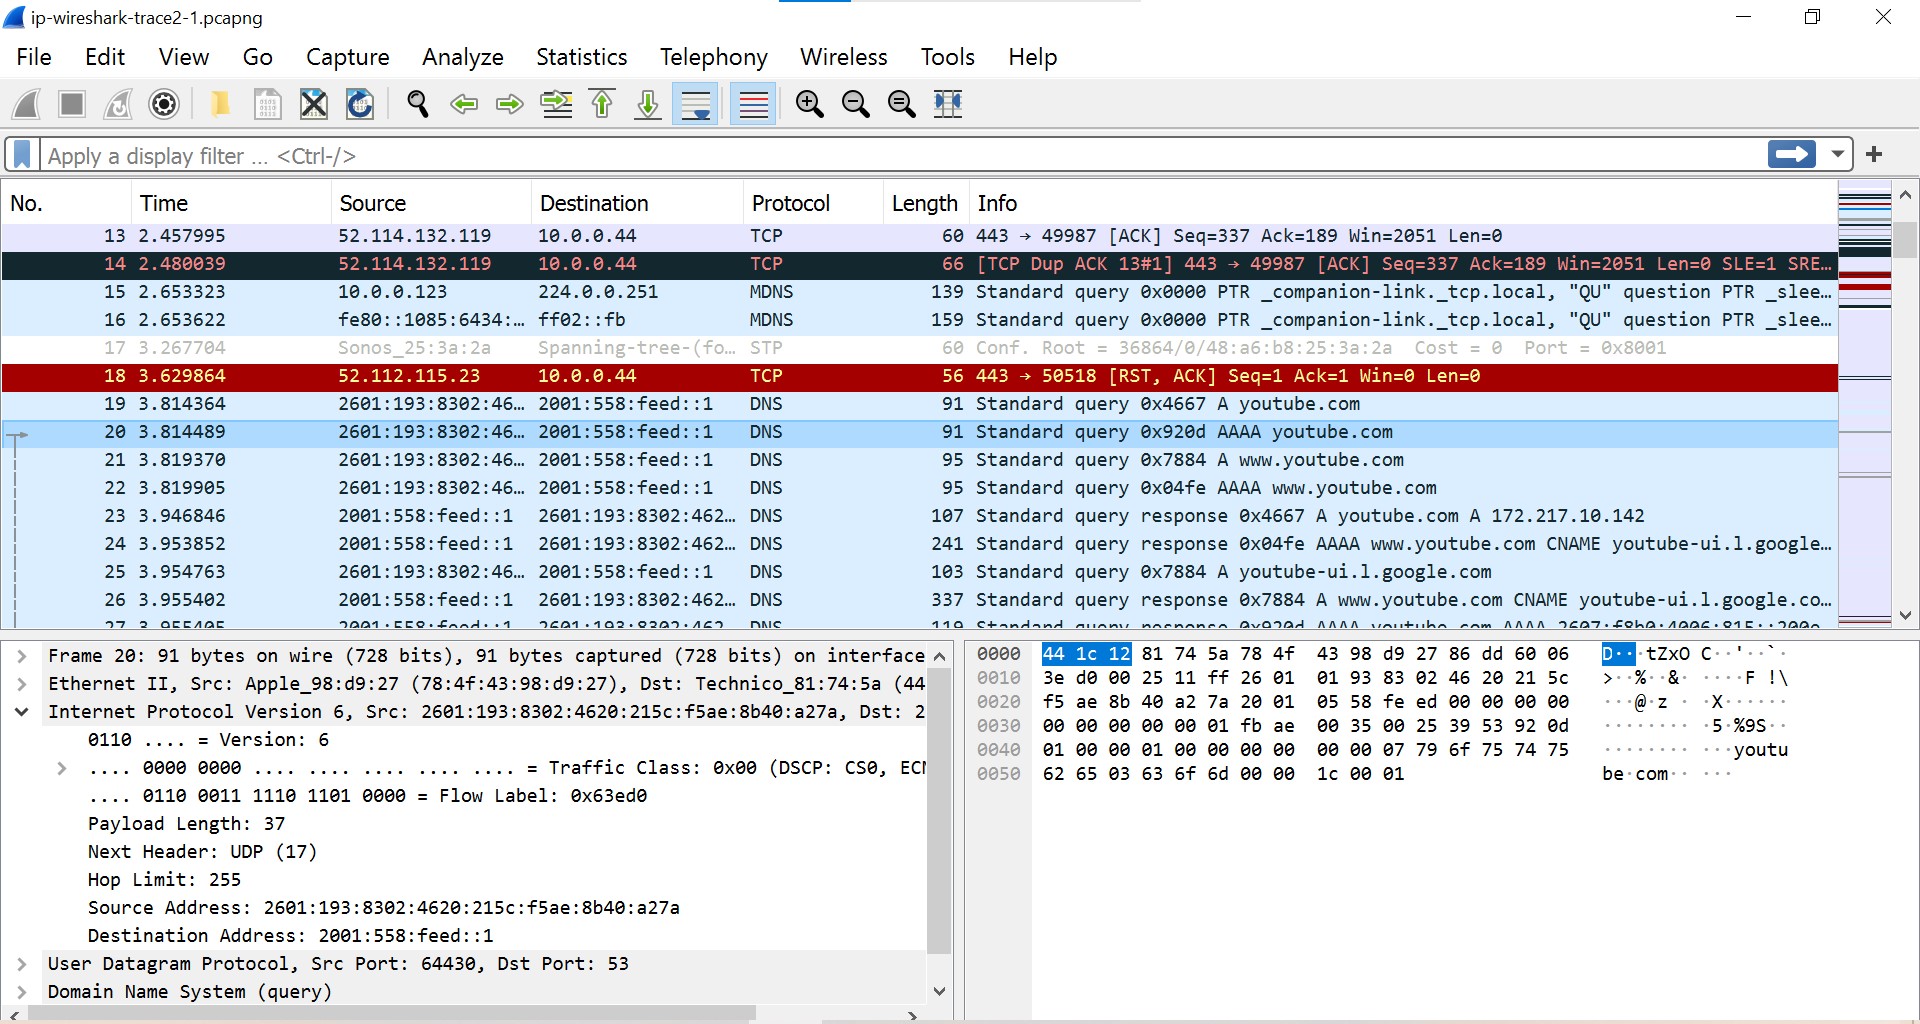 ip-wireshark-trace2-1.pcapng
File Edit View Go Capture Analyze Statistics Telephony Wireless Tools Help
Apply a display filter ... <Ctrl-/>
No. Time Source Destination Protocol Length Info
13 2.457995 52.114.132.119 10.0.0.44 TCP 60 443 → 49987 [ACK] Seq=337 Ack=189 Win=2051 Len=0
14 2.480039 52.114.132.119 10.0.0.44 TCP 66 [TCP Dup ACK 13#1] 443 → 49987 [ACK] Seq=337 Ack=189 Win=2051 Len=0 SLE=1 SRE…
15 2.653323 10.0.0.123 224.0.0.251 MDNS 139 Standard query 0x0000 PTR _companion-link._tcp.local, "QU" question PTR _slee…
16 2.653622 fe80::1085:6434:… ff02::fb MDNS 159 Standard query 0x0000 PTR _companion-link._tcp.local, "QU" question PTR _slee…
17 3.267704 Sonos_25:3a:2a Spanning-tree-(fo… STP 60 Conf. Root = 36864/0/48:a6:b8:25:3a:2a Cost = 0 Port = 0x8001
18 3.629864 52.112.115.23 10.0.0.44 TCP 56 443 → 50518 [RST, ACK] Seq=1 Ack=1 Win=0 Len=0
19 3.814364 2601:193:8302:46… 2001:558:feed::1 DNS 91 Standard query 0x4667 A youtube.com
20 3.814489 2601:193:8302:46… 2001:558:feed::1 DNS 91 Standard query 0x920d AAAA youtube.com
21 3.819370 2601:193:8302:46… 2001:558:feed::1 DNS 95 Standard query 0x7884 A www.youtube.com
22 3.819905 2601:193:8302:46… 2001:558:feed::1 DNS 95 Standard query 0x04fe AAAA www.youtube.com
23 3.946846 2001:558:feed::1 2601:193:8302:462… DNS 107 Standard query response 0x4667 A youtube.com A 172.217.10.142
24 3.953852 2001:558:feed::1 2601:193:8302:462… DNS 241 Standard query response 0x04fe AAAA www.youtube.com CNAME youtube-ui.l.google…
25 3.954763 2601:193:8302:46… 2001:558:feed::1 DNS 103 Standard query 0x7884 A youtube-ui.l.google.com
26 3.955402 2001:558:feed::1 2601:193:8302:462… DNS 337 Standard query response 0x7884 A www.youtube.com CNAME youtube-ui.l.google.co…
27 3.955405 2001:558:feed::1 2601:193:8302:462 DNS 119 Standard query response 0x920d AAAA youtube.com AAAA 2607:f8b0:4006:815::200e
Frame 20: 91 bytes on wire (728 bits), 91 bytes captured (728 bits) on interface
Ethernet II, Src: Apple_98:d9:27 (78:4f:43:98:d9:27), Dst: Technico_81:74:5a (44
Internet Protocol Version 6, Src: 2601:193:8302:4620:215c:f5ae:8b40:a27a, Dst: 2
0110 .... = Version: 6
.... 0000 0000 .... .... .... .... .... = Traffic Class: 0x00 (DSCP: CS0, ECN
.... 0110 0011 1110 1101 0000 = Flow Label: 0x63ed0
Payload Length: 37
Next Header: UDP (17)
Hop Limit: 255
Source Address: 2601:193:8302:4620:215c:f5ae:8b40:a27a
Destination Address: 2001:558:feed::1
User Datagram Protocol, Src Port: 64430, Dst Port: 53
Domain Name System (query)
0000 44 1c 12 81 74 5a 78 4f 43 98 d9 27 86 dd 60 06 D···tZxO C··'··`·
0010 3e d0 00 25 11 ff 26 01 01 93 83 02 46 20 21 5c >··%··&· ····F !\
0020 f5 ae 8b 40 a2 7a 20 01 05 58 fe ed 00 00 00 00 ···@·z · ·X······
0030 00 00 00 00 00 01 fb ae 00 35 00 25 39 53 92 0d ········ ·5·%9S··
0040 01 00 00 01 00 00 00 00 00 00 07 79 6f 75 74 75 ········ ···youtu
0050 62 65 03 63 6f 6d 00 00 1c 00 01 be·com·· ···